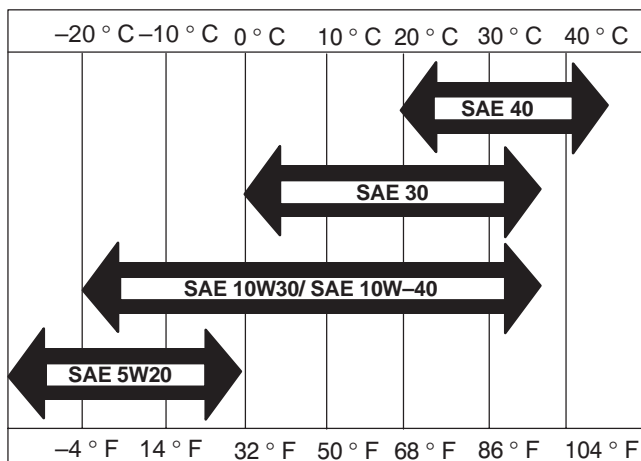 –20 ° C –10 ° C 0 ° C 10 ° C 20 ° C 30 ° C 40 ° C
SAE 40
SAE 30
SAE 10W30/ SAE 10W–40
SAE 5W20
–4 ° F 14 ° F 32 ° F 50 ° F 68 ° F 86 ° F 104 ° F